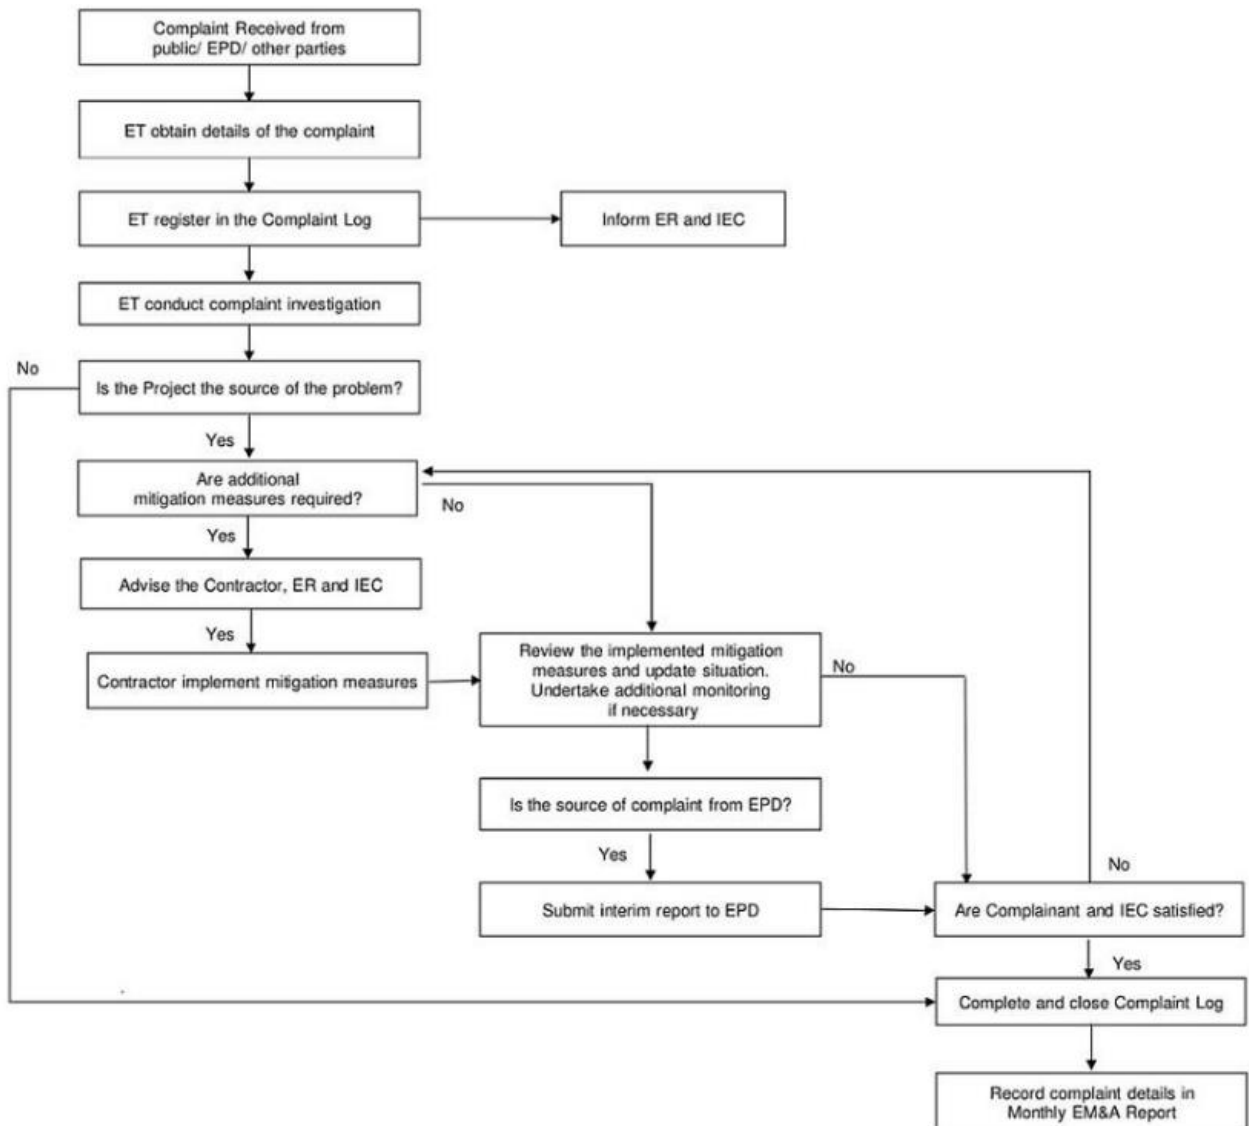 Complaint Received from
public/ EPD/ other parties
ET obtain details of the complaint
ET register in the Complaint Log
Inform ER and IEC
ET conduct complaint investigation
No
Is the Project the source of the problem?
Yes
Are additional
mitigation measures required?
No
Yes
Advise the Contractor, ER and IEC
Yes
Contractor implement mitigation measures
Review the implemented mitigation
measures and update situation.
Undertake additional monitoring
if necessary
No
Is the source of complaint from EPD?
Yes
No
Submit interim report to EPD
Are Complainant and IEC satisfied?
Yes
Complete and close Complaint Log
Record complaint details in
Monthly EM&A Report